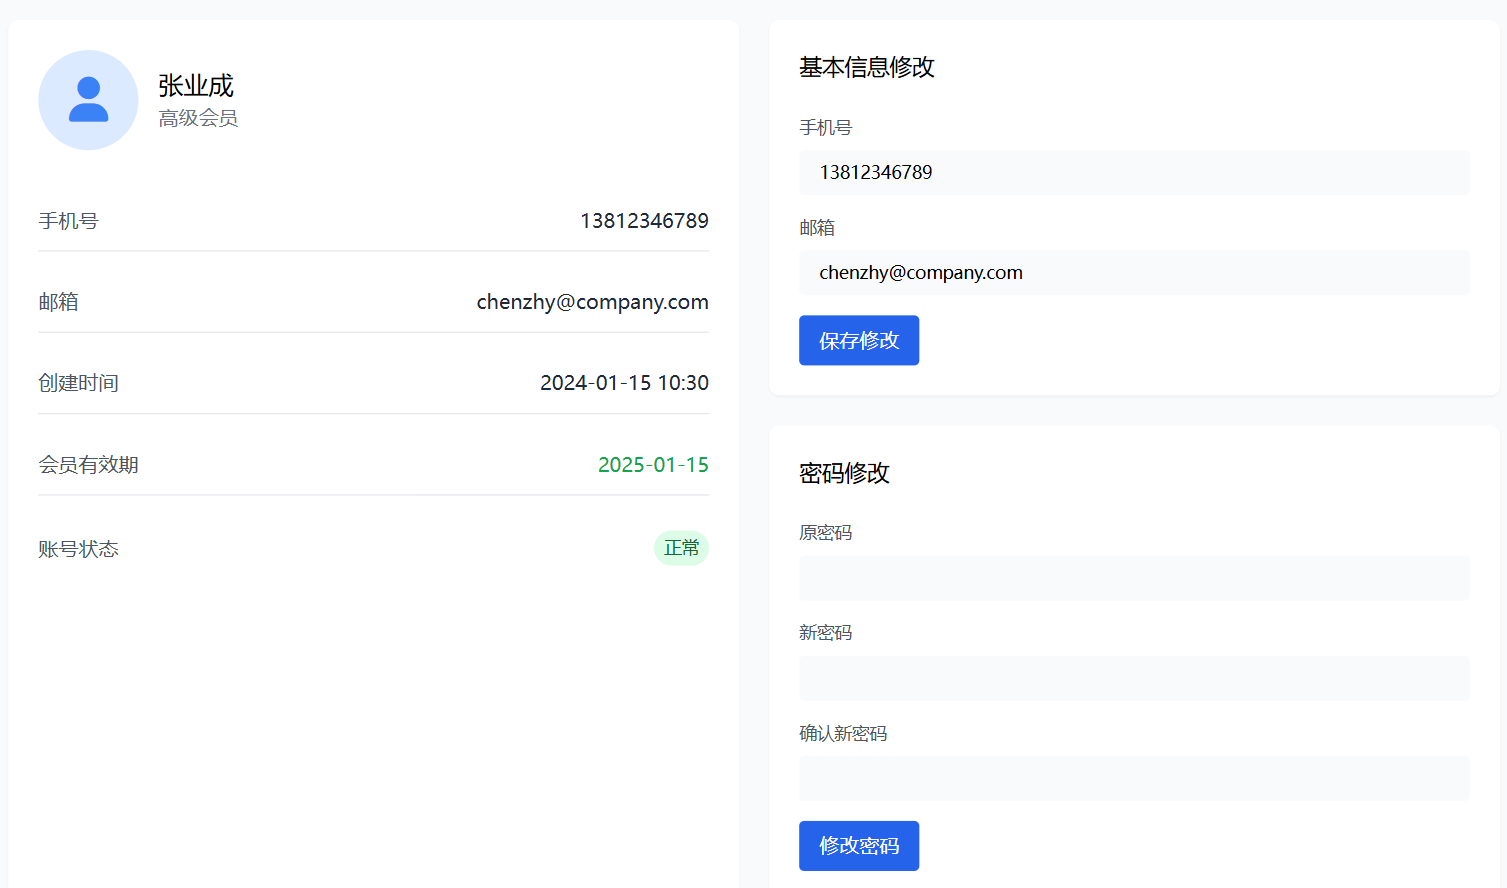 张业成
高级会员
手机号 13812346789
邮箱 chenzhy@company.com
创建时间 2024-01-15 10:30
会员有效期 2025-01-15
账号状态 正常
基本信息修改
手机号
13812346789
邮箱
chenzhy@company.com
保存修改
密码修改
原密码
新密码
确认新密码
修改密码